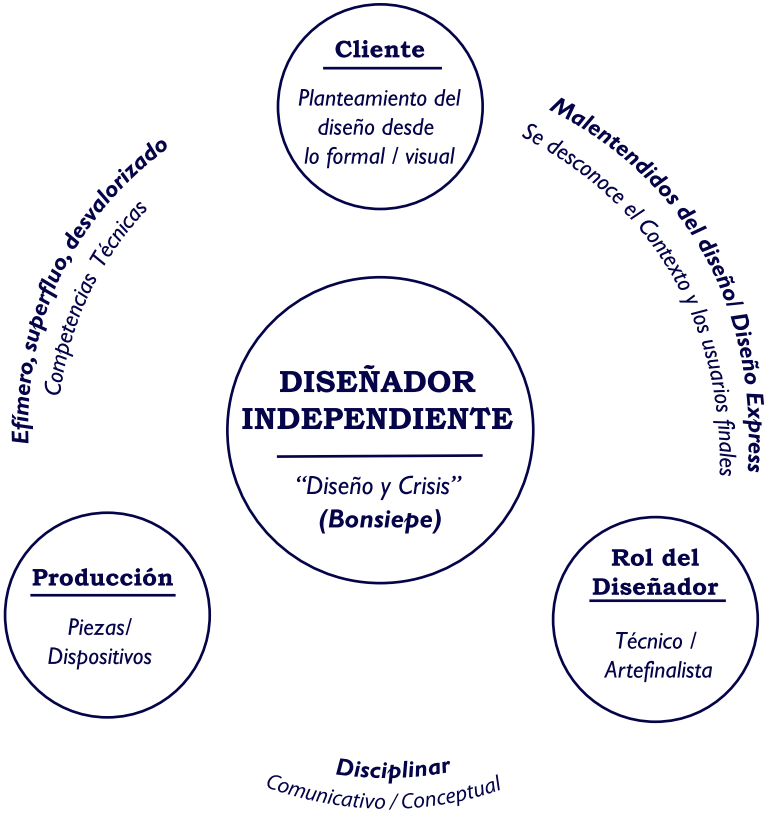 Cliente
Planteamiento del
diseño desde
lo formal / visual
Efímero, superfluo, desvalorizado
Competencias Técnicas
Malentendidos del diseño/ Diseño Express
Se desconoce el Contexto y los usuarios finales
DISEÑADOR
INDEPENDIENTE
“Diseño y Crisis”
(Bonsiepe)
Producción
Piezas/
Dispositivos
Rol del
Diseñador
Técnico /
Artefinalista
Disciplinar
Comunicativo / Conceptual